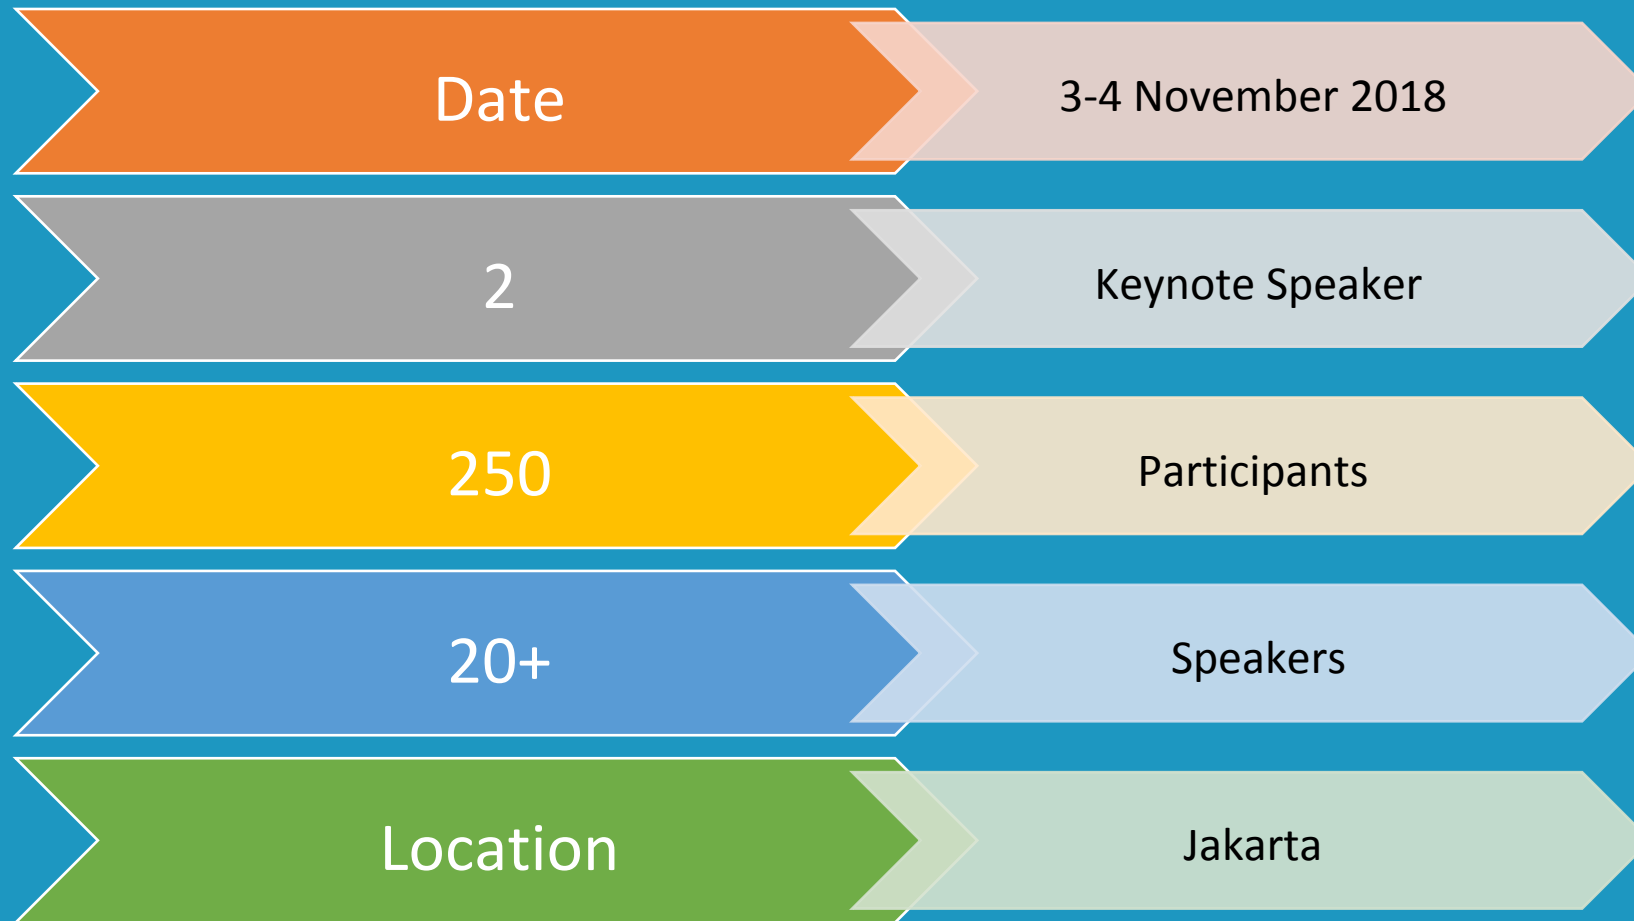 Date
3-4 November 2018
2
Keynote Speaker
250
Participants
20+
Speakers
Location
Jakarta